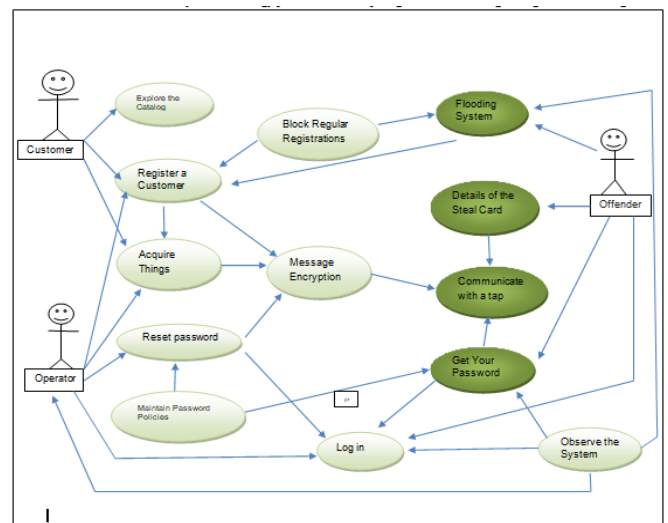 Explore the
Catalog
Customer
Register a
Customer
Block Regular
Registrations
Flooding
System
Offender
Details of the
Steal Card
Acquire
Things
Message
Encryption
Communicate
with a tap
Operator
Reset password
Get Your
Password
Maintain Password
Policies
Log in
Observe the
System